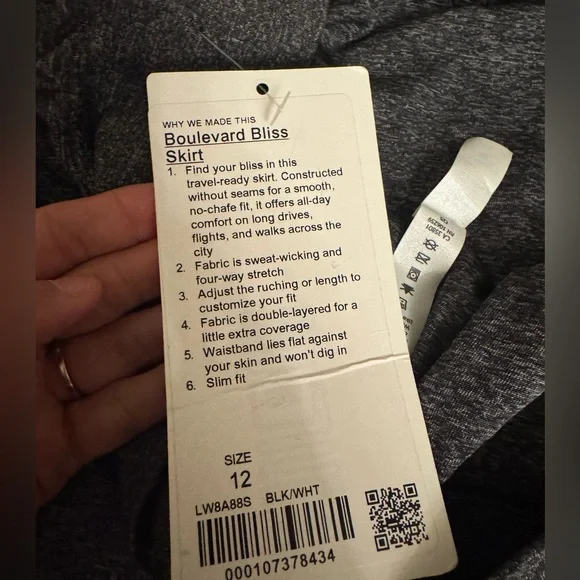 WHY WE MADE THIS
Boulevard Bliss
Skirt
1. Find your bliss in this
travel-ready skirt. Constructed
without seams for a smooth,
no-chafe fit, it offers all-day
comfort on long drives,
flights, and walks across the
city
2. Fabric is sweat-wicking and
four-way stretch
3. Adjust the ruching or length to
customize your fit
4. Fabric is double-layered for a
little extra coverage
5. Waistband lies flat against
your skin and won't dig in
6. Slim fit
SIZE
12
LW8A88S BLK/WHT
000107378434
RN 106259
CA 35801